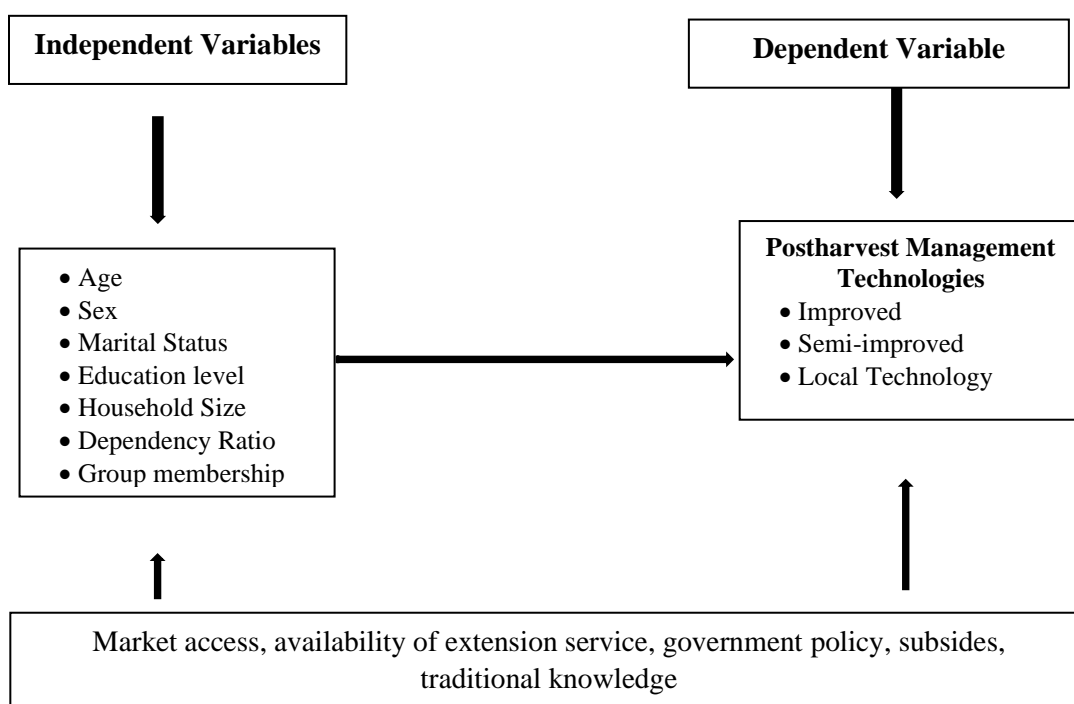 Independent Variables
Dependent Variable
• Age
• Sex
• Marital Status
• Education level
• Household Size
• Dependency Ratio
• Group membership
Postharvest Management
Technologies
• Improved
• Semi-improved
• Local Technology
Market access, availability of extension service, government policy, subsides,
traditional knowledge